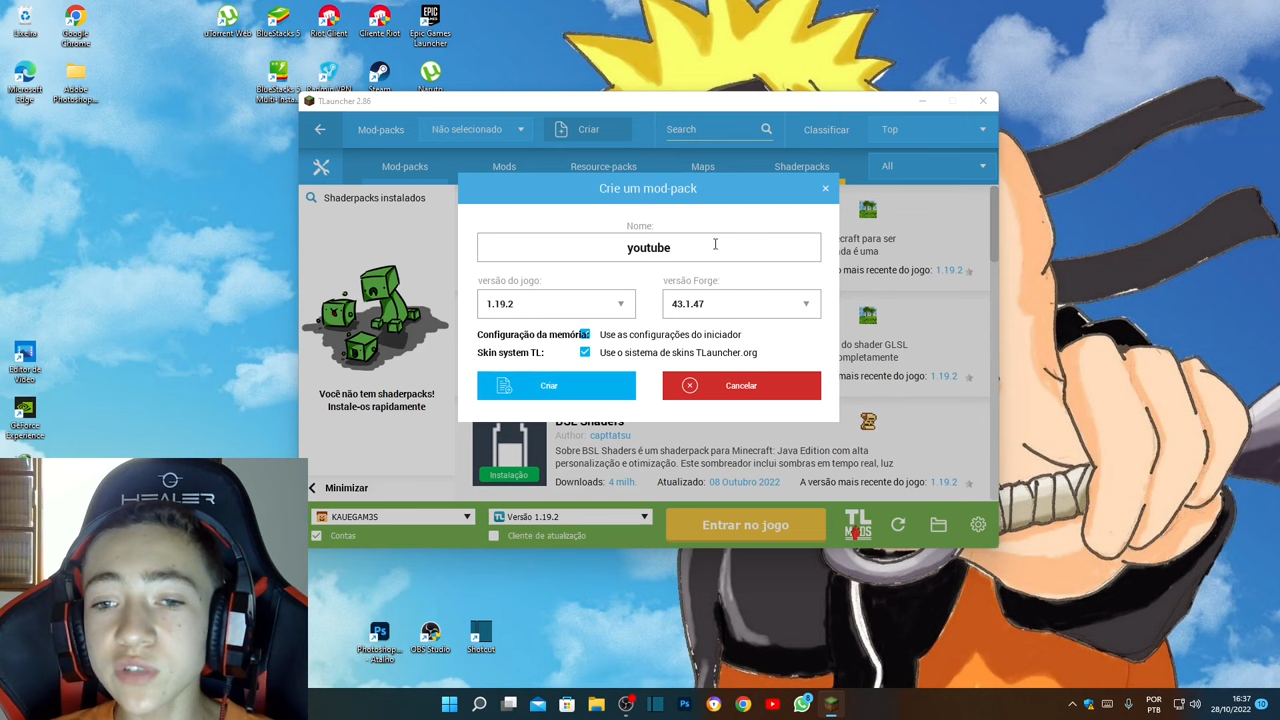 Lixeira
Google
Chrome
uTorrent Web
BlueStacks 5
Riot Client
Cliente Riot
EPIC
GAMES
Epic Games
Launcher
Microsoft
Edge
Adobe
Photoshop...
BlueStacks 5
Multi-Insta...
Radmin VPN
Steam
Naruto
TLauncher 2.86
Mod-packs
Não selecionado
Criar
Search
Classificar
Top
Mod-packs
Mods
Resource-packs
Maps
Shaderpacks
All
Shaderpacks instalados
Crie um mod-pack
Nome:
youtube
versão do jogo:
versão Forge:
1.19.2
43.1.47
Configuração da memória:
Use as configurações do iniciador
Skin system TL:
Use o sistema de skins TLauncher.org
Criar
Cancelar
Você não tem shaderpacks!
Instale-os rapidamente
Minimizar
craft para ser
da é uma
o mais recente do jogo: 1.19.2
do shader GLSL
ompletamente
mais recente do jogo: 1.19.2
BSL Shaders
Author: capttatsu
Sobre BSL Shaders é um shaderpack para Minecraft: Java Edition com alta
personalização e otimização. Este sombreador inclui sombras em tempo real, luz
Instalação
Downloads: 4 milh. Atualizado: 08 Outubro 2022 A versão mais recente do jogo: 1.19.2
KAUEGAM3S
Contas
Versão 1.19.2
Cliente de atualização
Entrar no jogo
TL
MODS
Editor de
Vídeo
GeForce
Experience
HEALER
Ps
Photoshop...
- Atalho
OBS Studio
Shotcut
Ps
8
POR
PTB
16:37
28/10/2022
10